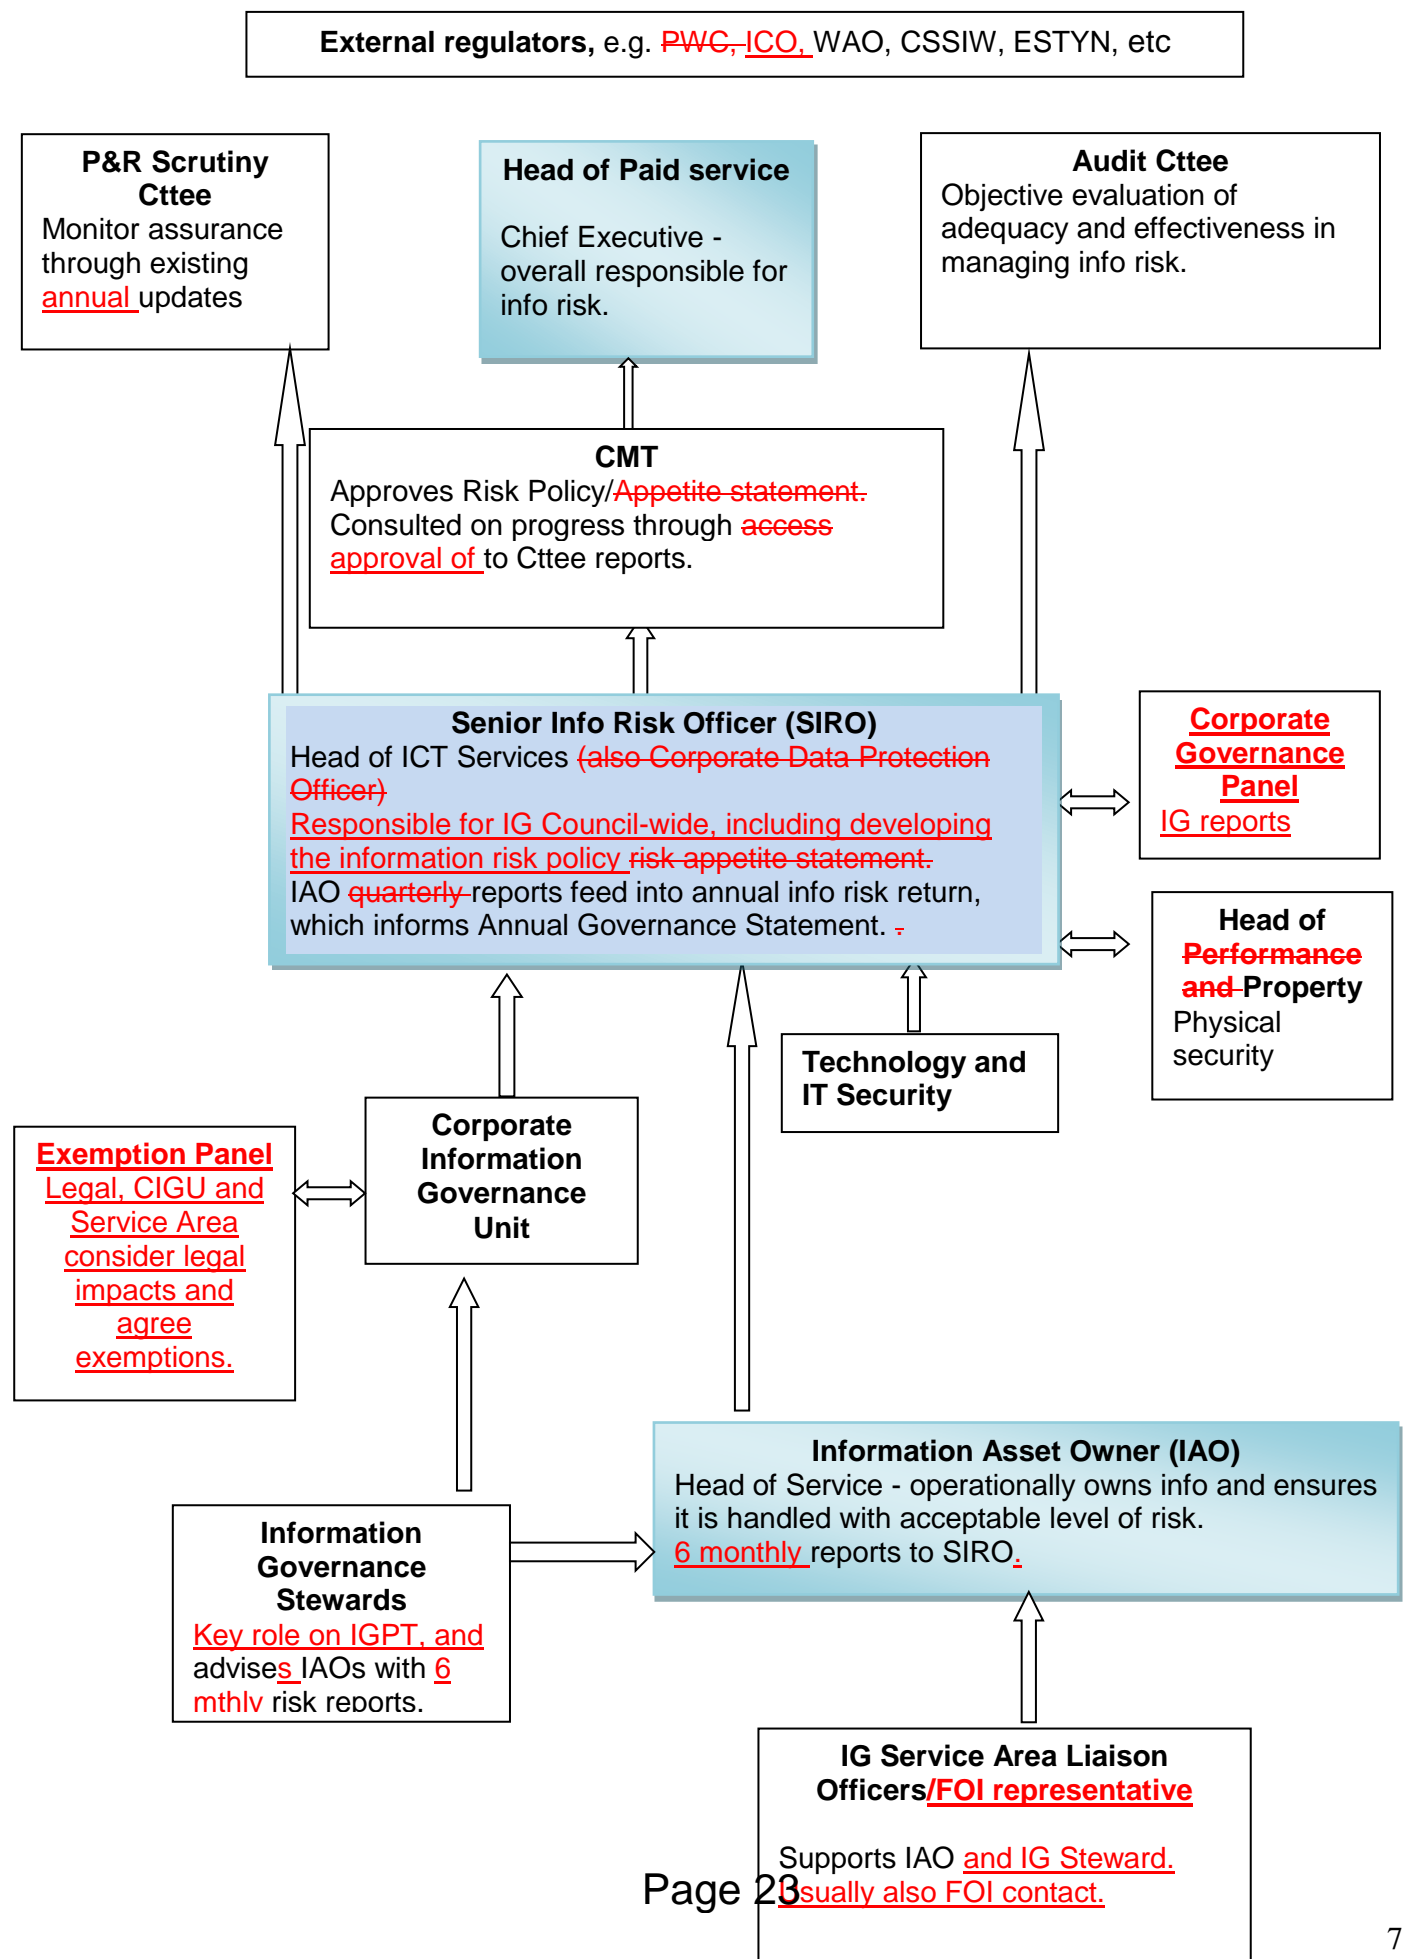 External regulators, e.g. PWC, ICO, WAO, CSSIW, ESTYN, etc
P&R Scrutiny
Cttee
Monitor assurance
through existing
annual updates
Head of Paid service
Chief Executive -
overall responsible for
info risk.
Audit Cttee
Objective evaluation of
adequacy and effectiveness in
managing info risk.
CMT
Approves Risk Policy/Appetite statement.
Consulted on progress through access
approval of to Cttee reports.
Senior Info Risk Officer (SIRO)
Head of ICT Services (also Corporate Data Protection
Officer)
Responsible for IG Council-wide, including developing
the information risk policy risk appetite statement.
IAO quarterly reports feed into annual info risk return,
which informs Annual Governance Statement. .
Corporate
Governance
Panel
IG reports
Head of
Performance
and Property
Physical
security
Technology and
IT Security
Corporate
Information
Governance
Unit
Exemption Panel
Legal, CIGU and
Service Area
consider legal
impacts and
agree
exemptions.
Information Asset Owner (IAO)
Head of Service - operationally owns info and ensures
it is handled with acceptable level of risk.
6 monthly reports to SIRO.
Information
Governance
Stewards
Key role on IGPT, and
advises IAOs with 6
mthly risk reports.
IG Service Area Liaison
Officers/FOI representative
Supports IAO and IG Steward.
Usually also FOI contact.
Page 23
7